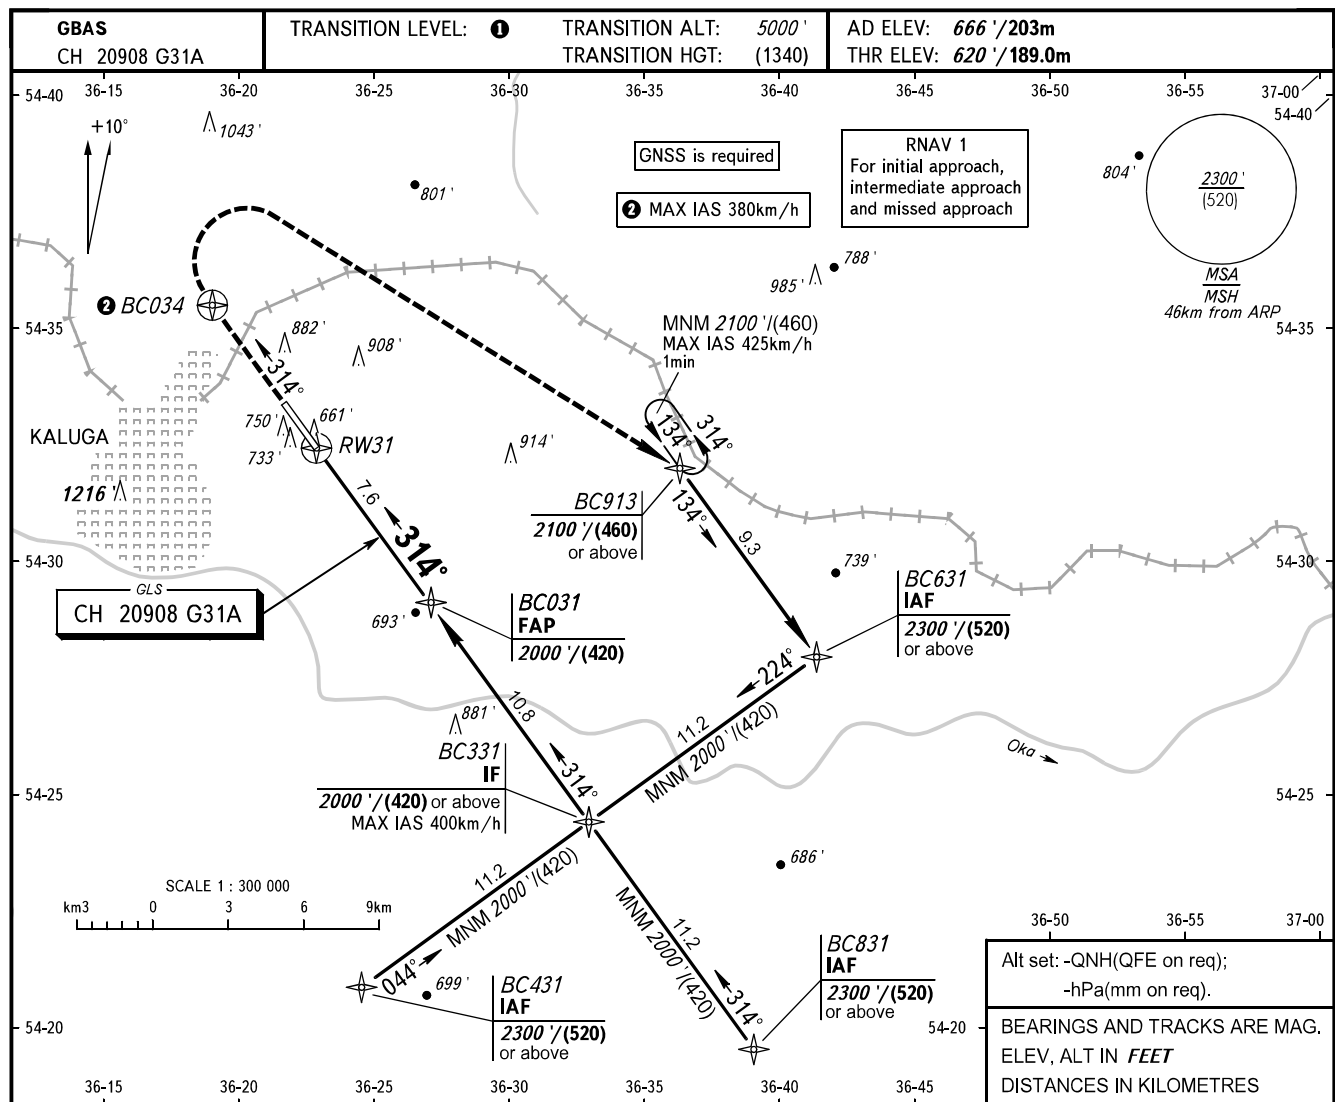 GBAS
CH 20908 G31A
TRANSITION LEVEL: ❶
TRANSITION ALT: 5000 '
TRANSITION HGT: (1340)
AD ELEV: 666 '/203m
THR ELEV: 620 '/189.0m
36-15 36-20 36-25 36-30 36-35 36-40 36-50 36-55 37-00
54-40
54-40
+10°
1043 '
801 '
GNSS is required
❷ MAX IAS 380km/h
RNAV 1
For initial approach,
intermediate approach
and missed approach
804 '
2300 '
(520)
MSA
MSH
46km from ARP
788 '
985 '
❷ BC034
54-35
54-35
882 '
908 '
314°
MNM 2100 '/(460)
MAX IAS 425km/h
1min
134°
314°
750 '
661 '
733 '
RW31
KALUGA
914 '
1216 '
7.6
314°
BC913
2100 '/(460)
or above
134°
9.3
739 '
54-30
54-30
GLS
CH 20908 G31A
693 '
BC031
FAP
2000 '/(420)
BC631
IAF
2300 '/(520)
or above
224°
11.2
MNM 2000 '/(420)
10.8
881 '
BC331
IF
2000 '/(420) or above
MAX IAS 400km/h
314°
Oka
54-25
54-25
686 '
11.2
MNM 2000 '/(420)
11.2
MNM 2000 '/(420)
SCALE 1 : 300 000
km3 0 3 6 9km
044°
699 '
BC431
IAF
2300 '/(520)
or above
314°
BC831
IAF
2300 '/(520)
or above
36-50 36-55 37-00
54-20
54-20
Alt set: -QNH(QFE on req);
-hPa(mm on req).
BEARINGS AND TRACKS ARE MAG.
ELEV, ALT IN FEET
DISTANCES IN KILOMETRES
36-15 36-20 36-25 36-30 36-35 36-40 36-45